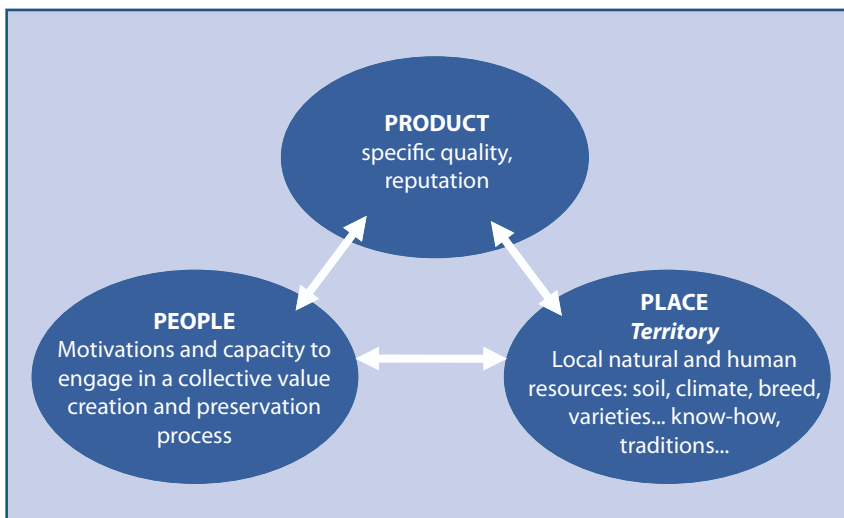 PRODUCT
specific quality,
reputation
PEOPLE
Motivations and capacity to
engage in a collective value
creation and preservation
process
PLACE
Territory
Local natural and human
resources: soil, climate, breed,
varieties... know-how,
traditions...